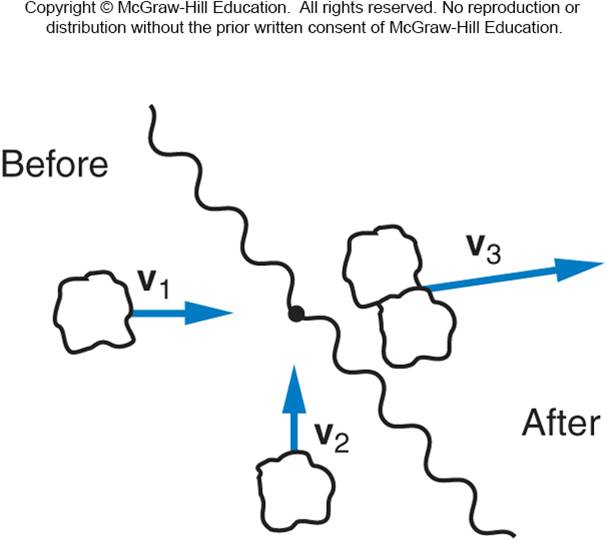 Copyright © McGraw-Hill Education. All rights reserved. No reproduction or
distribution without the prior written consent of McGraw-Hill Education.
Before
v₁
v₃
v₂
After